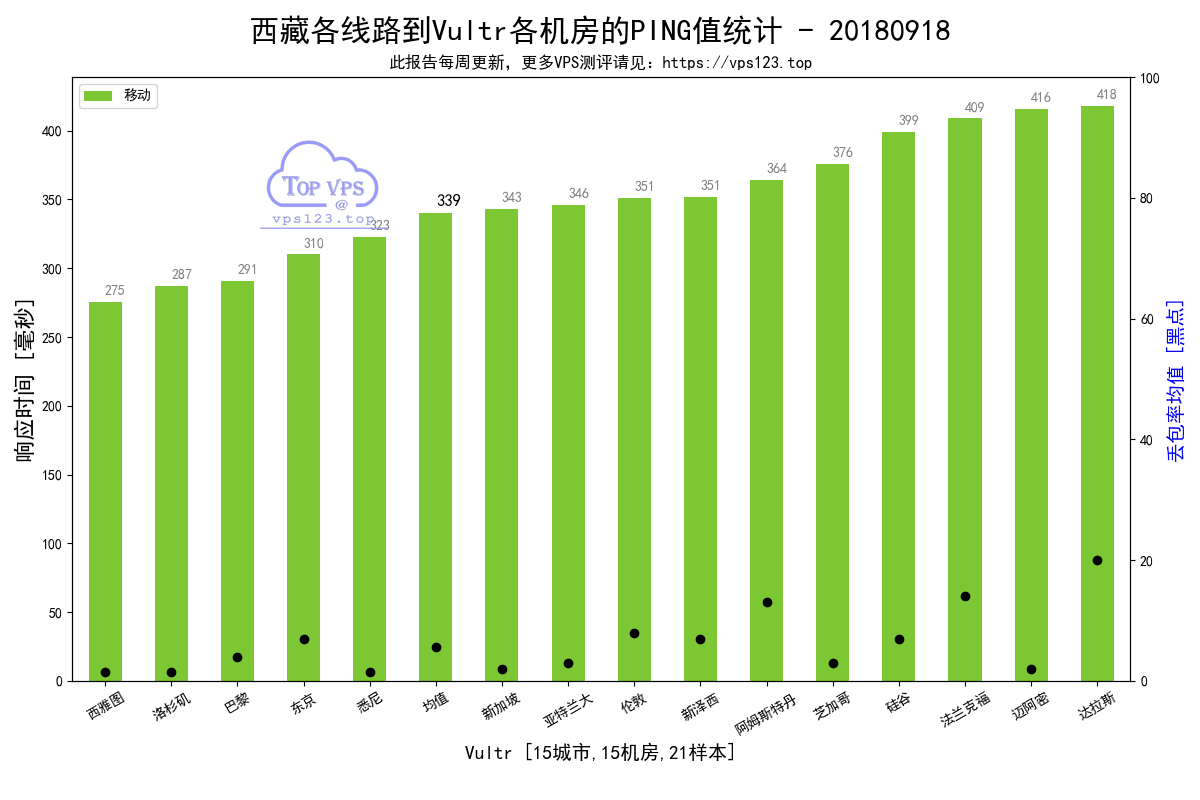 西藏各线路到Vultr各机房的PING值统计 - 20180918
此报告每周更新，更多VPS测评请见：https://vps123.top
移动
TOP VPS
@
vps123.top
响应时间 [毫秒]
丢包率均值 [黑点]
400
350
300
250
200
150
100
50
0
100
80
60
40
20
0
275
287
291
310
323
339
343
346
351
351
364
376
399
409
416
418
西雅图
洛杉矶
巴黎
东京
悉尼
均值
新加坡
亚特兰大
伦敦
新泽西
阿姆斯特丹
芝加哥
硅谷
法兰克福
迈阿密
达拉斯
Vultr [15城市,15机房,21样本]